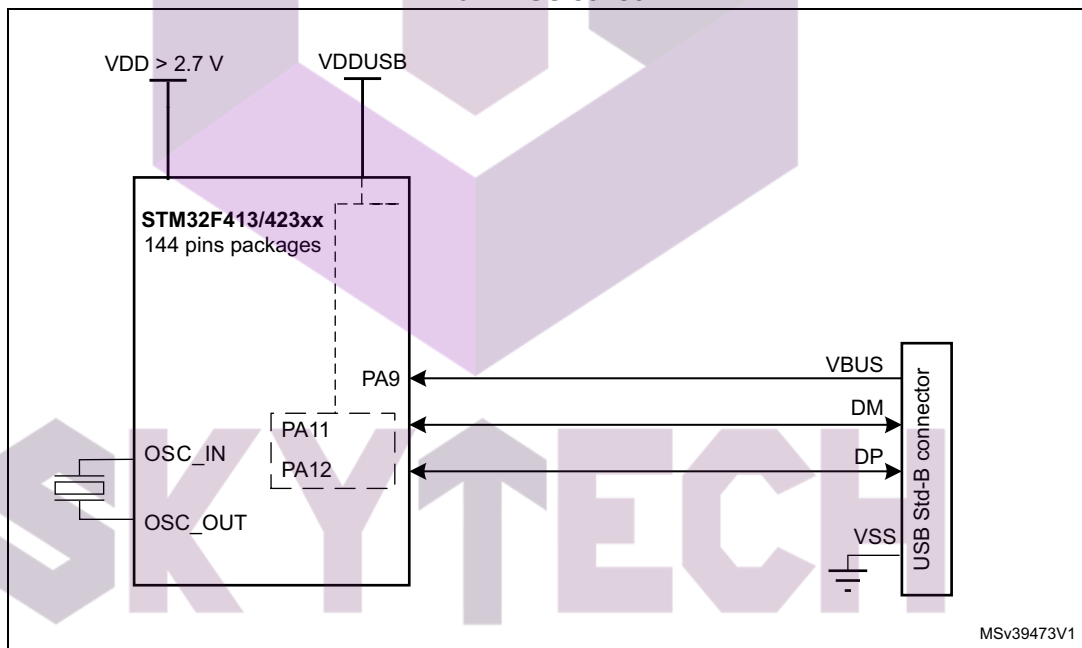 VDD > 2.7 V
VDDUSB
STM32F413/423xx
144 pins packages
VBUS
PA9
DM
PA11
DP
PA12
OSC_IN
OSC_OUT
VSS
USB Std-B connector
SKYTECH
MSv39473V1